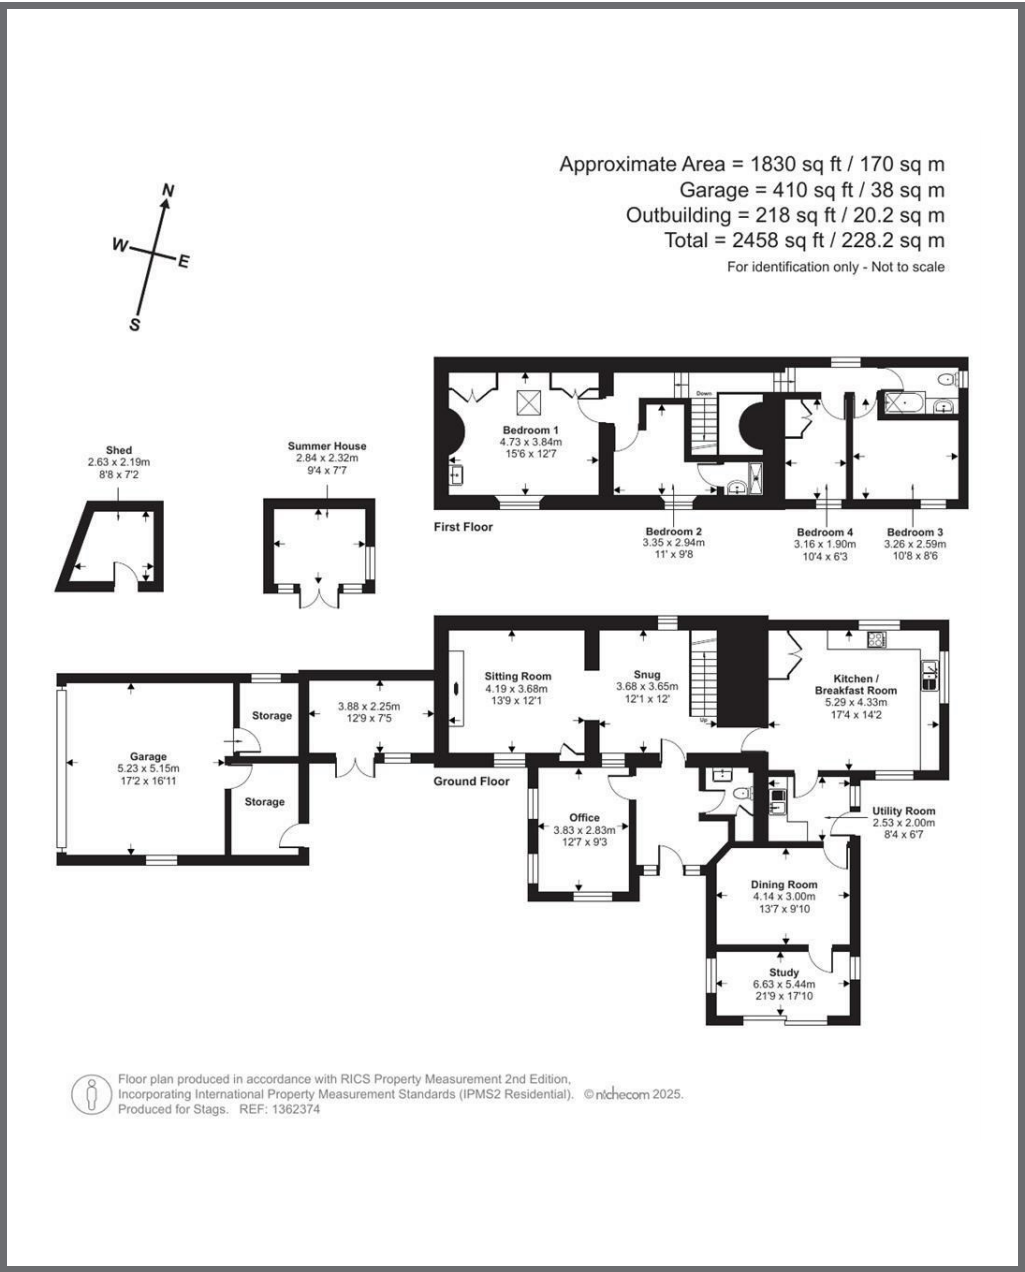 Approximate Area = 1830 sq ft / 170 sq m
Garage = 410 sq ft / 38 sq m
Outbuilding = 218 sq ft / 20.2 sq m
Total = 2458 sq ft / 228.2 sq m
For identification only - Not to scale
N
W
E
S
Shed
2.63 x 2.19m
8'8 x 7'2
Summer House
2.84 x 2.32m
9'4 x 7'7
Bedroom 1
4.73 x 3.84m
15'6 x 12'7
Down
First Floor
Bedroom 2
3.35 x 2.94m
11' x 9'8
Bedroom 4
3.16 x 1.90m
10'4 x 6'3
Bedroom 3
3.26 x 2.59m
10'8 x 8'6
Garage
5.23 x 5.15m
17'2 x 16'11
Storage
Storage
3.88 x 2.25m
12'9 x 7'5
Sitting Room
4.19 x 3.68m
13'9 x 12'1
Snug
3.68 x 3.65m
12'1 x 12'
Up
Kitchen /
Breakfast Room
5.29 x 4.33m
17'4 x 14'2
Ground Floor
Office
3.83 x 2.83m
12'7 x 9'3
Utility Room
2.53 x 2.00m
8'4 x 6'7
Dining Room
4.14 x 3.00m
13'7 x 9'10
Study
6.63 x 5.44m
21'9 x 17'10
Floor plan produced in accordance with RICS Property Measurement 2nd Edition,
Incorporating International Property Measurement Standards (IPMS2 Residential). © nichecom 2025.
Produced for Stags. REF: 1362374